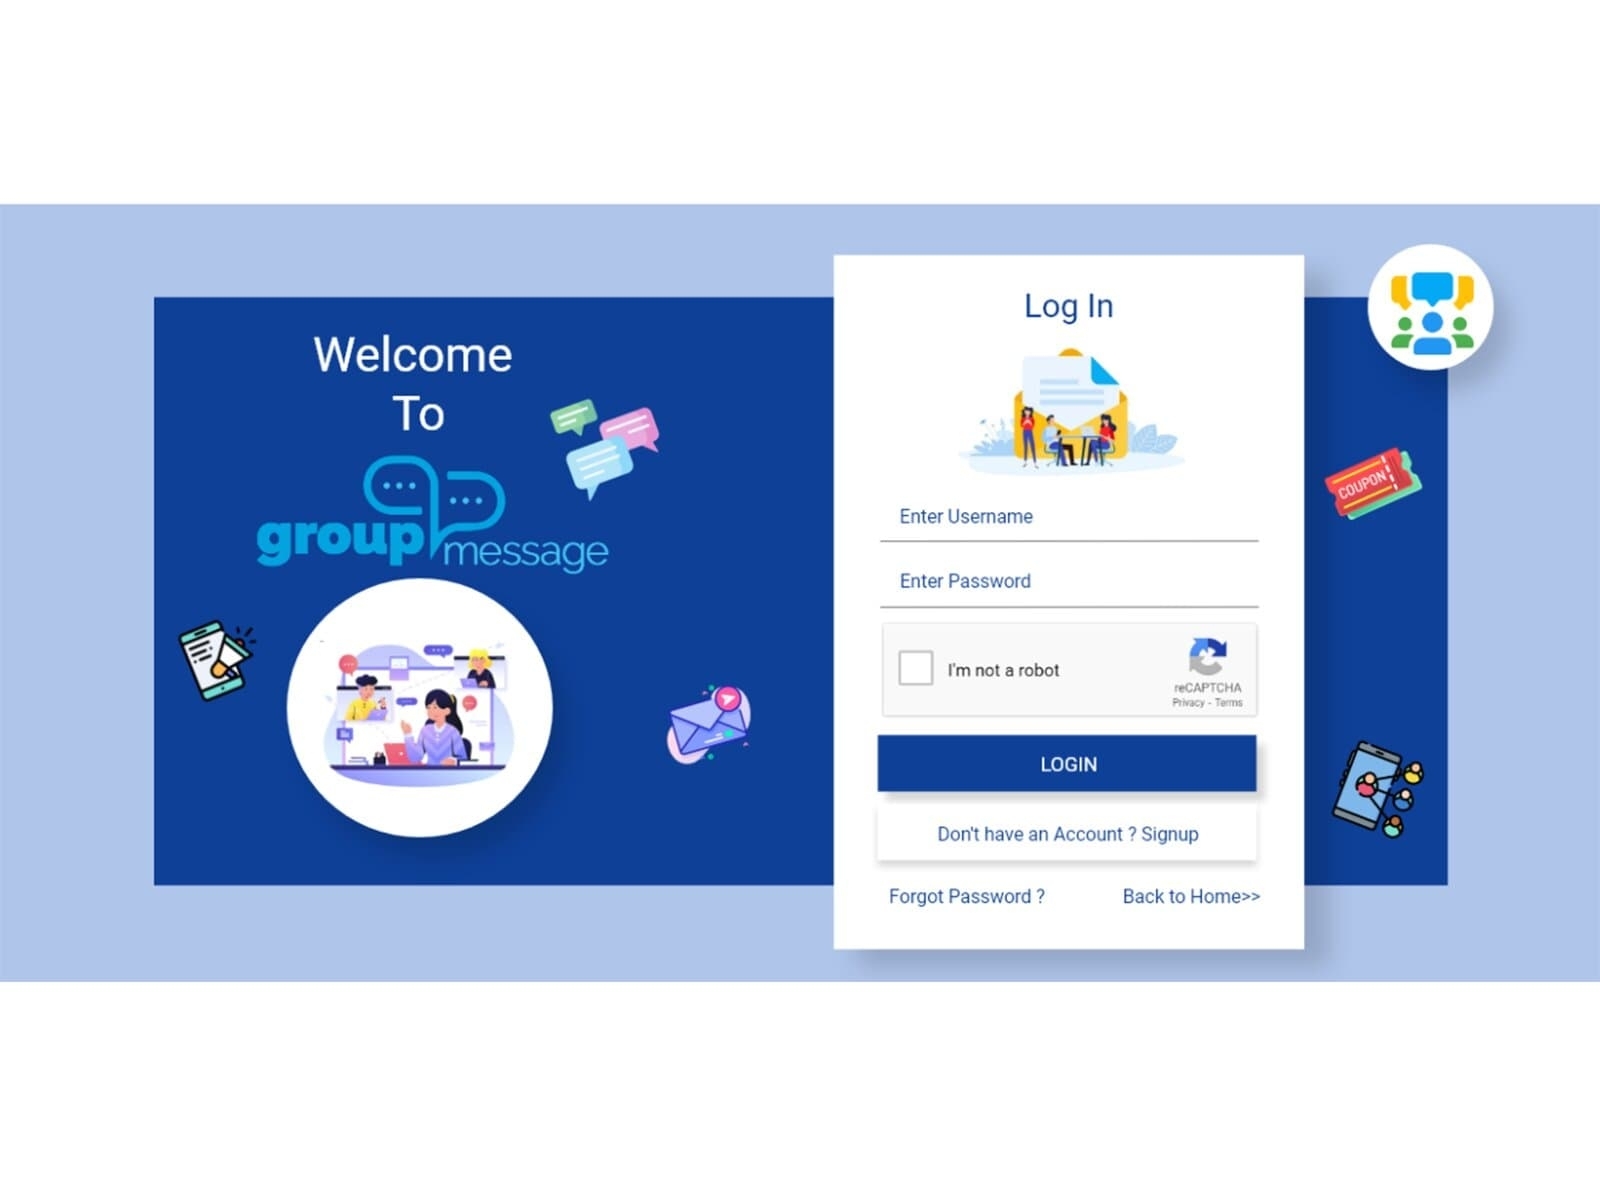 Welcome
To
group message
Log In
Enter Username
Enter Password
I'm not a robot
reCAPTCHA
Privacy - Terms
LOGIN
Don't have an Account ? Signup
Forgot Password ?
Back to Home>>
COUPON